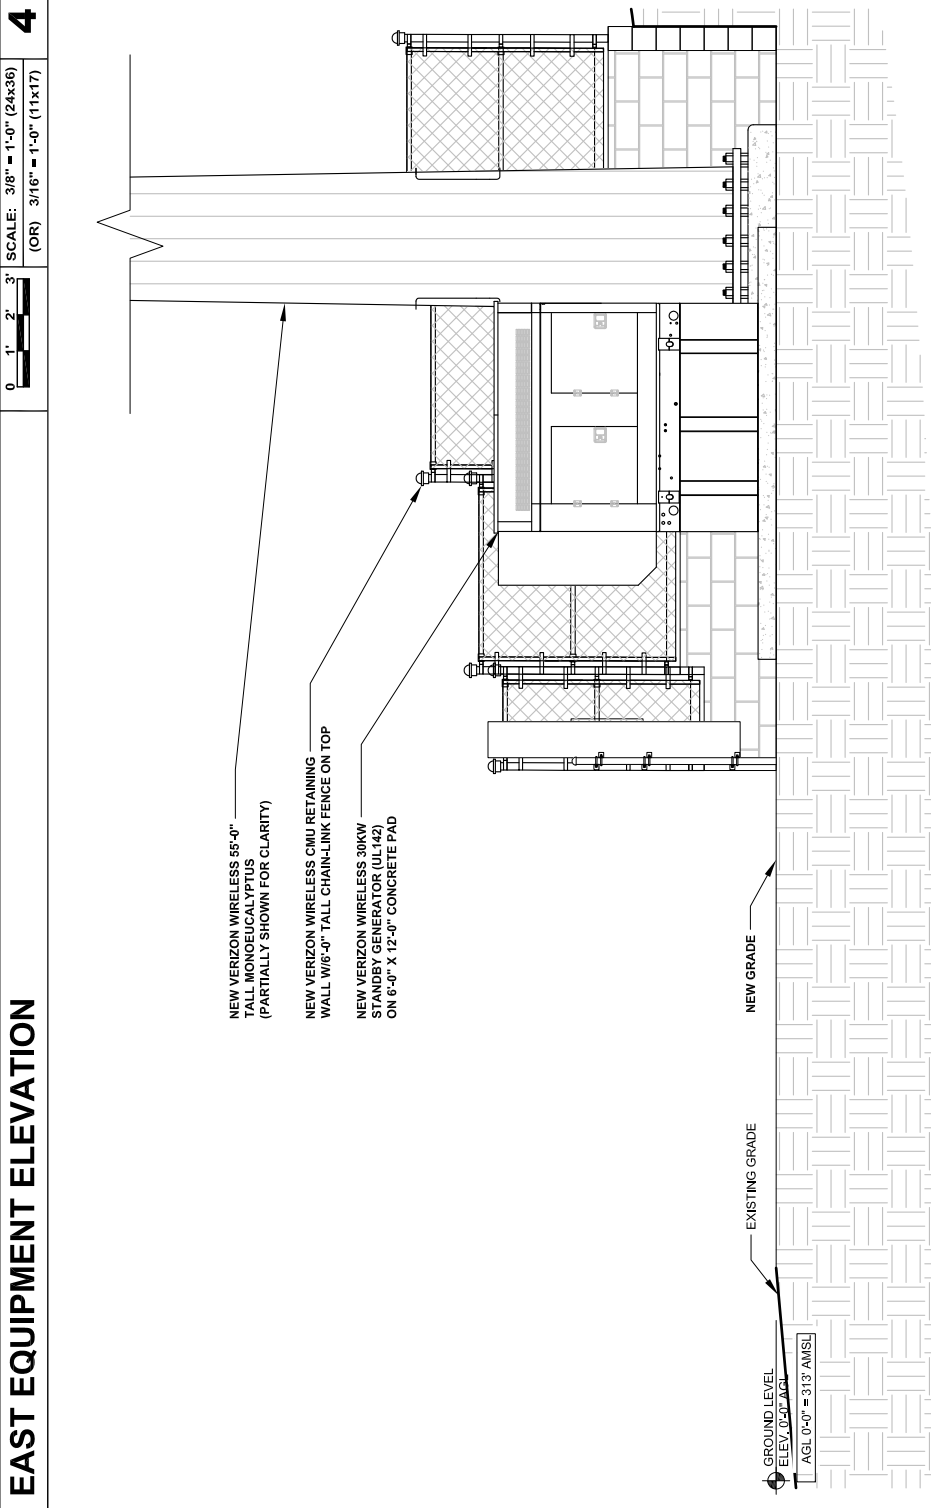 NEW VERIZON WIRELESS 55'-0"
TALL MONOEUCALYPTUS
(PARTIALLY SHOWN FOR CLARITY)
NEW VERIZON WIRELESS CMU RETAINING
WALL W/6'-0" TALL CHAIN-LINK FENCE ON TOP
NEW VERIZON WIRELESS 30KW
STANDBY GENERATOR (UL142)
ON 6'-0" X 12'-0" CONCRETE PAD
NEW GRADE
EXISTING GRADE
GROUND LEVEL
ELEV. 0'-0" AGL
AGL 0'-0" = 313' AMSL
EAST EQUIPMENT ELEVATION
0 1' 2' 3'
SCALE: 3/8" = 1'-0" (24x36)
(OR) 3/16" = 1'-0" (11x17)
4